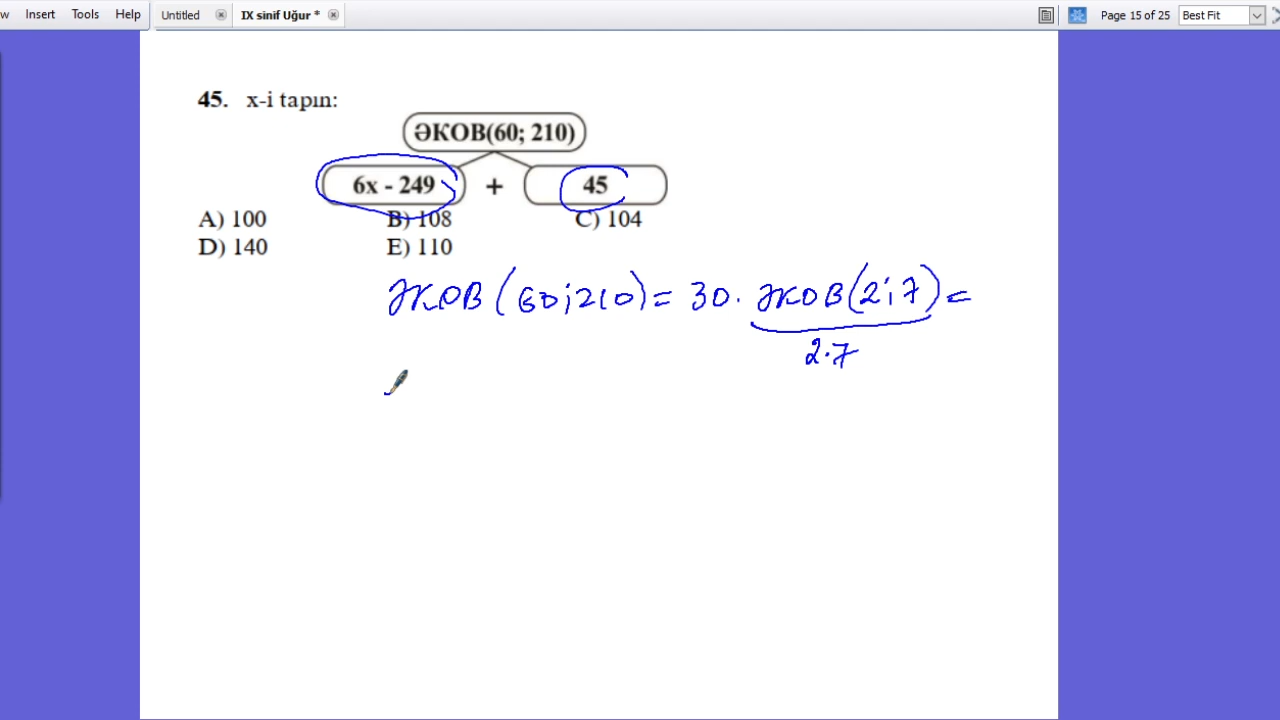 w Insert Tools Help Untitled IX sinif Uğur * Page 15 of 25 Best Fit
45. x-i tapın:
ƏKOB(60; 210)
6x - 249 + 45
A) 100 B) 108 C) 104
D) 140 E) 110
ƏKOB(60;210)= 30. ƏKOB(2;7)=
2.7